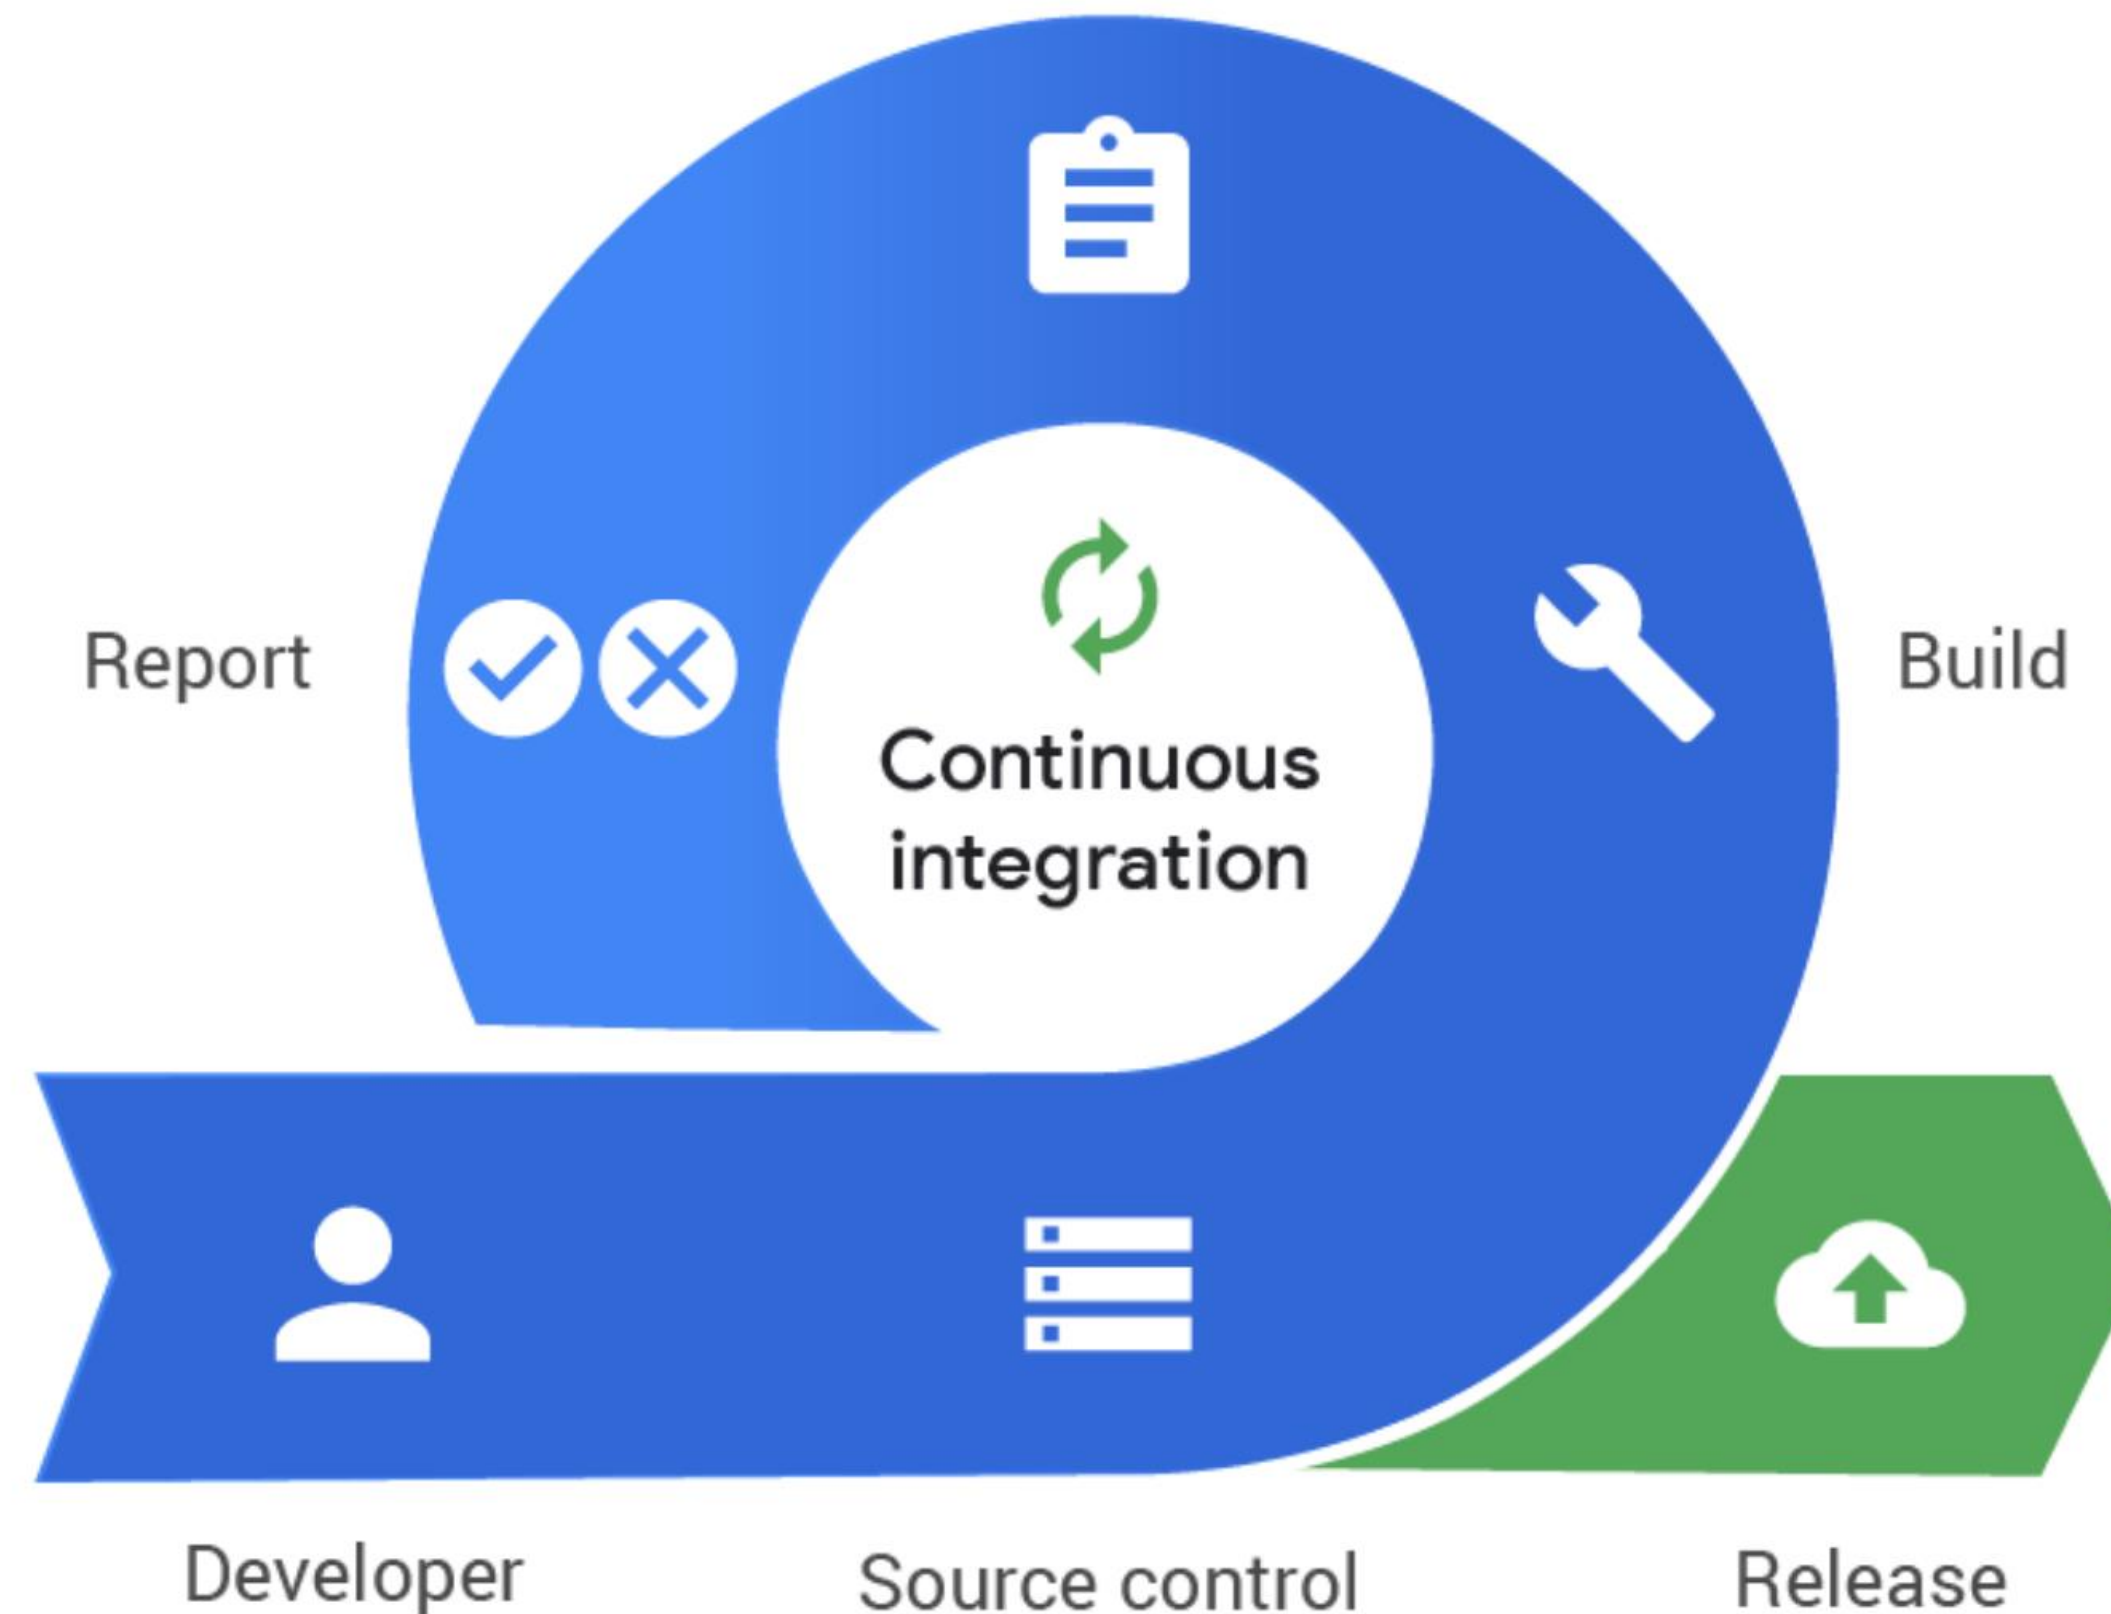 Report
Build
Continuous
integration
Developer
Source control
Release